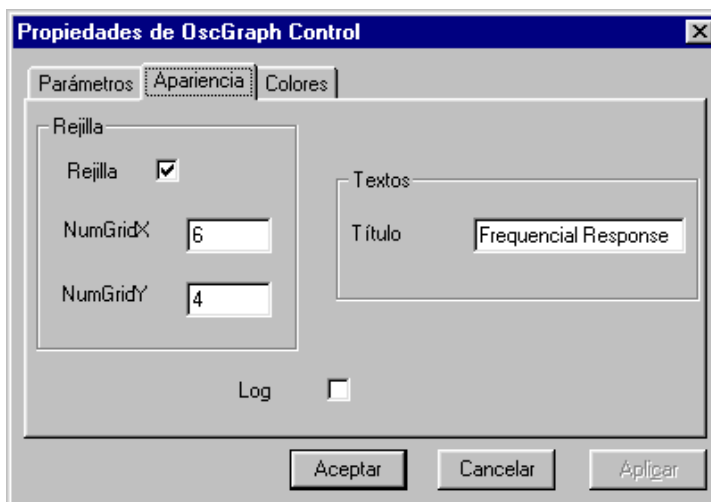 Propiedades de OscGraph Control
Parámetros Apariencia Colores
Rejilla
Rejilla
NumGridX 6
NumGridY 4
Textos
Título Frequencial Response
Log
Aceptar Cancelar Aplicar